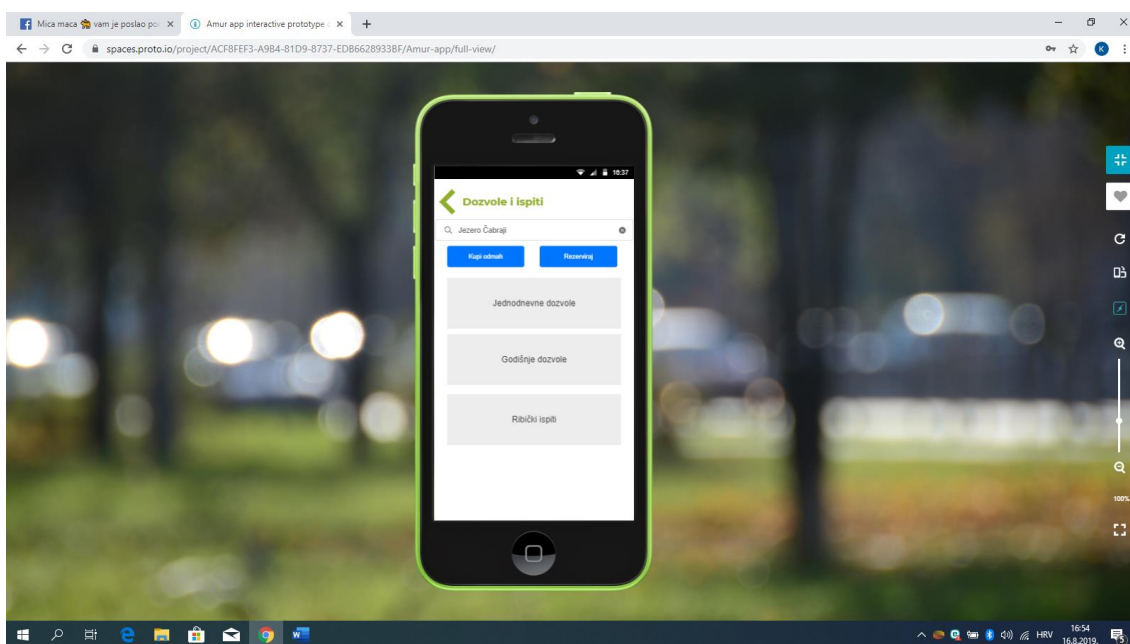 Mica maca vam je poslao po
Amur app interactive prototype
spaces.proto.io/project/ACF8FEF3-A9B4-81D9-8737-EDB6628933BF/Amur-app/full-view/
K
16:37
Dozvole i ispiti
Jezero Čabraji
Kupi odmah Rezerviraj
Jednodnevne dozvole
Godišnje dozvole
Ribički ispiti
100%
HRV
16:54
16.8.2019.